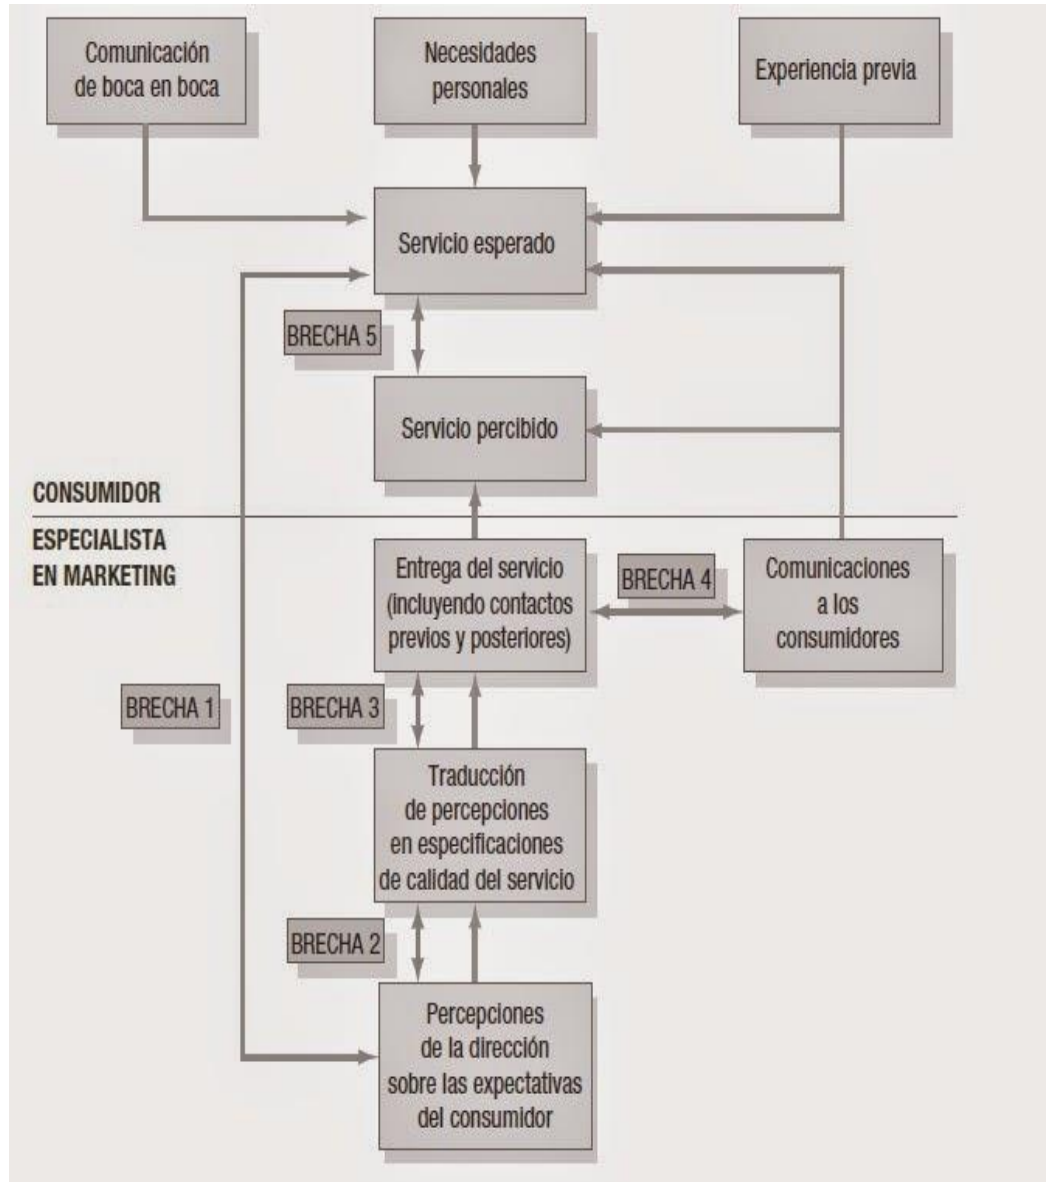 Comunicación
de boca en boca
Necesidades
personales
Experiencia previa
Servicio esperado
BRECHA 5
Servicio percibido
CONSUMIDOR
ESPECIALISTA
EN MARKETING
Entrega del servicio
(incluyendo contactos
previos y posteriores)
BRECHA 4
Comunicaciones
a los
consumidores
BRECHA 1
BRECHA 3
Traducción
de percepciones
en especificaciones
de calidad del servicio
BRECHA 2
Percepciones
de la dirección
sobre las expectativas
del consumidor